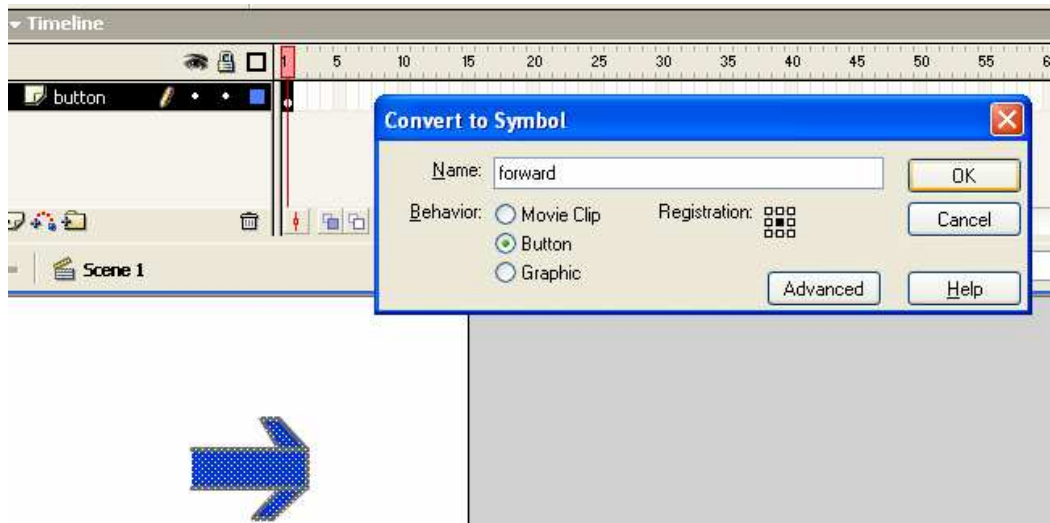 Timeline
1 5 10 15 20 25 30 35 40 45 50 55
button
Convert to Symbol
Name: forward
OK
Behavior: Movie Clip Registration:
Cancel
Button
Graphic
Advanced Help
Scene 1